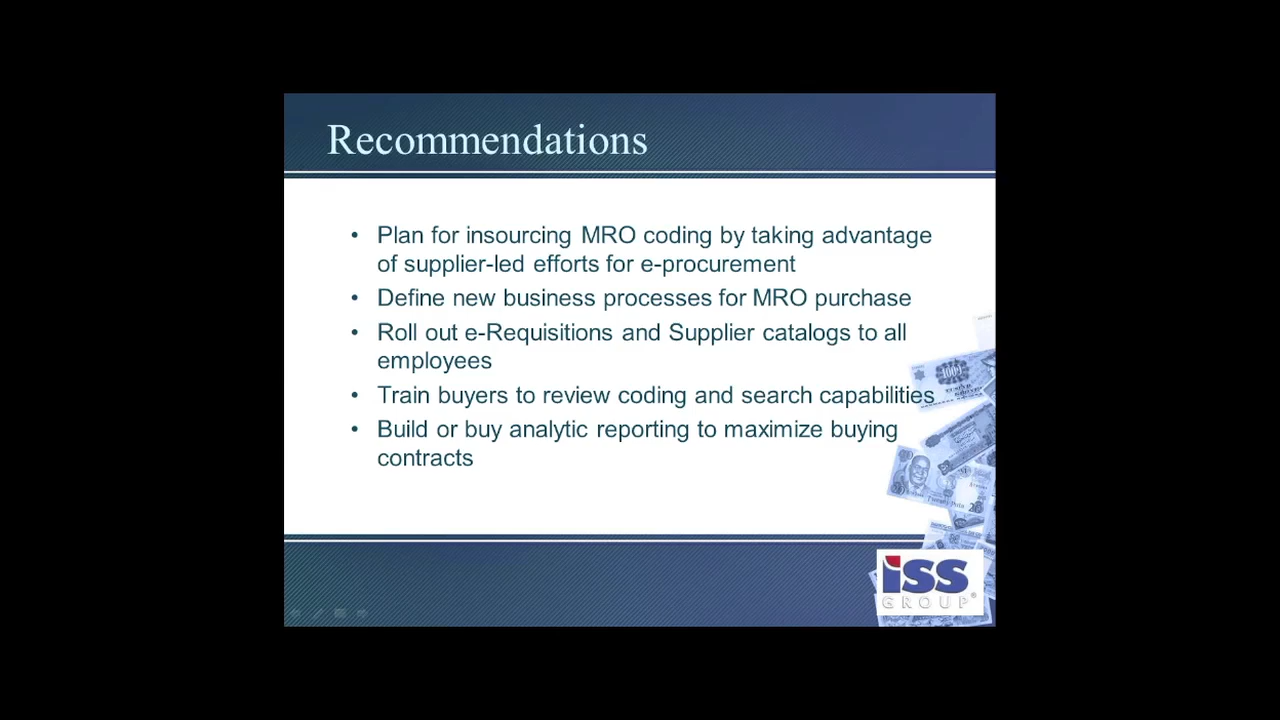 Recommendations
• Plan for insourcing MRO coding by taking advantage
of supplier-led efforts for e-procurement
• Define new business processes for MRO purchase
• Roll out e-Requisitions and Supplier catalogs to all
employees
• Train buyers to review coding and search capabilities
• Build or buy analytic reporting to maximize buying
contracts
iSS
GROUP®